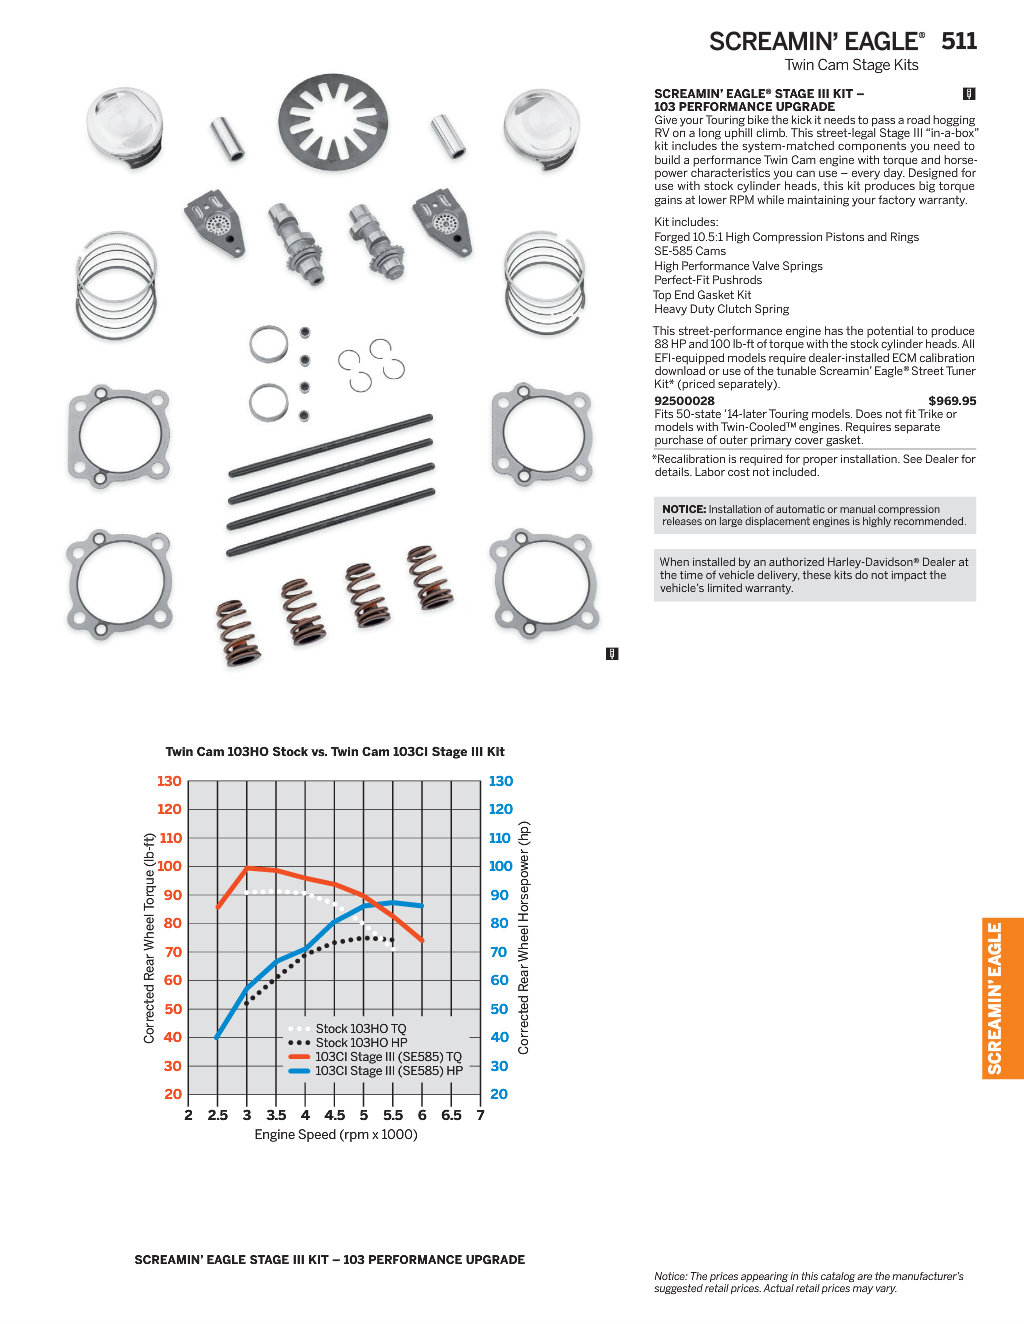 SCREAMIN’ EAGLE® 511
Twin Cam Stage Kits
SCREAMIN’ EAGLE® STAGE III KIT –
103 PERFORMANCE UPGRADE
Give your Touring bike the kick it needs to pass a road hogging
RV on a long uphill climb. This street-legal Stage III “in-a-box”
kit includes the system-matched components you need to
build a performance Twin Cam engine with torque and horse-
power characteristics you can use – every day. Designed for
use with stock cylinder heads, this kit produces big torque
gains at lower RPM while maintaining your factory warranty.
Kit includes:
Forged 10.5:1 High Compression Pistons and Rings
SE-585 Cams
High Performance Valve Springs
Perfect-Fit Pushrods
Top End Gasket Kit
Heavy Duty Clutch Spring
This street-performance engine has the potential to produce
88 HP and 100 lb-ft of torque with the stock cylinder heads. All
EFI-equipped models require dealer-installed ECM calibration
download or use of the tunable Screamin’ Eagle® Street Tuner
Kit* (priced separately).
92500028 $969.95
Fits 50-state ’14-later Touring models. Does not fit Trike or
models with Twin-Cooled™ engines. Requires separate
purchase of outer primary cover gasket.
*Recalibration is required for proper installation. See Dealer for
details. Labor cost not included.
NOTICE: Installation of automatic or manual compression
releases on large displacement engines is highly recommended.
When installed by an authorized Harley-Davidson® Dealer at
the time of vehicle delivery, these kits do not impact the
vehicle’s limited warranty.
Twin Cam 103HO Stock vs. Twin Cam 103CI Stage III Kit
Corrected Rear Wheel Torque (lb-ft)
130
120
110
100
90
80
70
60
50
40
30
20
130
120
110
100
90
80
70
60
50
40
30
20
Corrected Rear Wheel Horsepower (hp)
Stock 103HO TQ
Stock 103HO HP
103CI Stage III (SE585) TQ
103CI Stage III (SE585) HP
2 2.5 3 3.5 4 4.5 5 5.5 6 6.5 7
Engine Speed (rpm x 1000)
SCREAMIN’ EAGLE
SCREAMIN’ EAGLE STAGE III KIT – 103 PERFORMANCE UPGRADE
Notice: The prices appearing in this catalog are the manufacturer’s
suggested retail prices. Actual retail prices may vary.